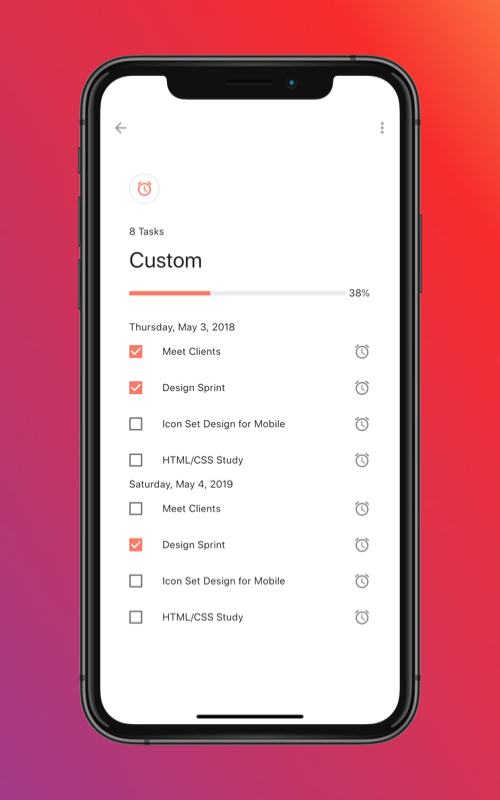 8 Tasks
Custom
38%
Thursday, May 3, 2018
Meet Clients
Design Sprint
Icon Set Design for Mobile
HTML/CSS Study
Saturday, May 4, 2019
Meet Clients
Design Sprint
Icon Set Design for Mobile
HTML/CSS Study